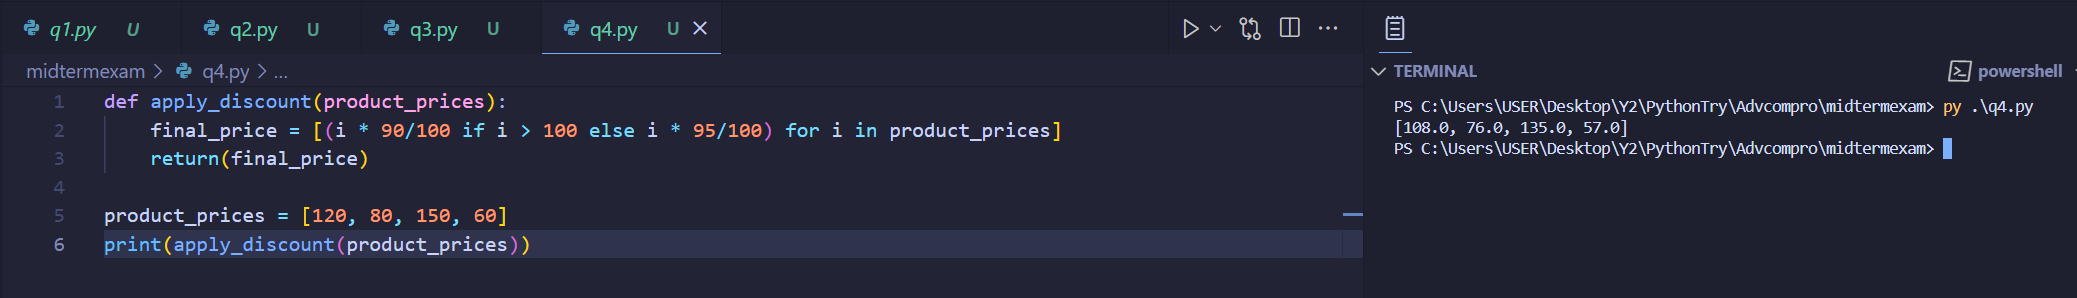 q1.py U q2.py U q3.py U q4.py U
midtermexam > q4.py > ...
1 def apply_discount(product_prices):
2 final_price = [(i * 90/100 if i > 100 else i * 95/100) for i in product_prices]
3 return(final_price)
4
5 product_prices = [120, 80, 150, 60]
6 print(apply_discount(product_prices))
TERMINAL powershell
PS C:\Users\USER\Desktop\Y2\PythonTry\Advcompro\midtermexam> py .\q4.py
[108.0, 76.0, 135.0, 57.0]
PS C:\Users\USER\Desktop\Y2\PythonTry\Advcompro\midtermexam>